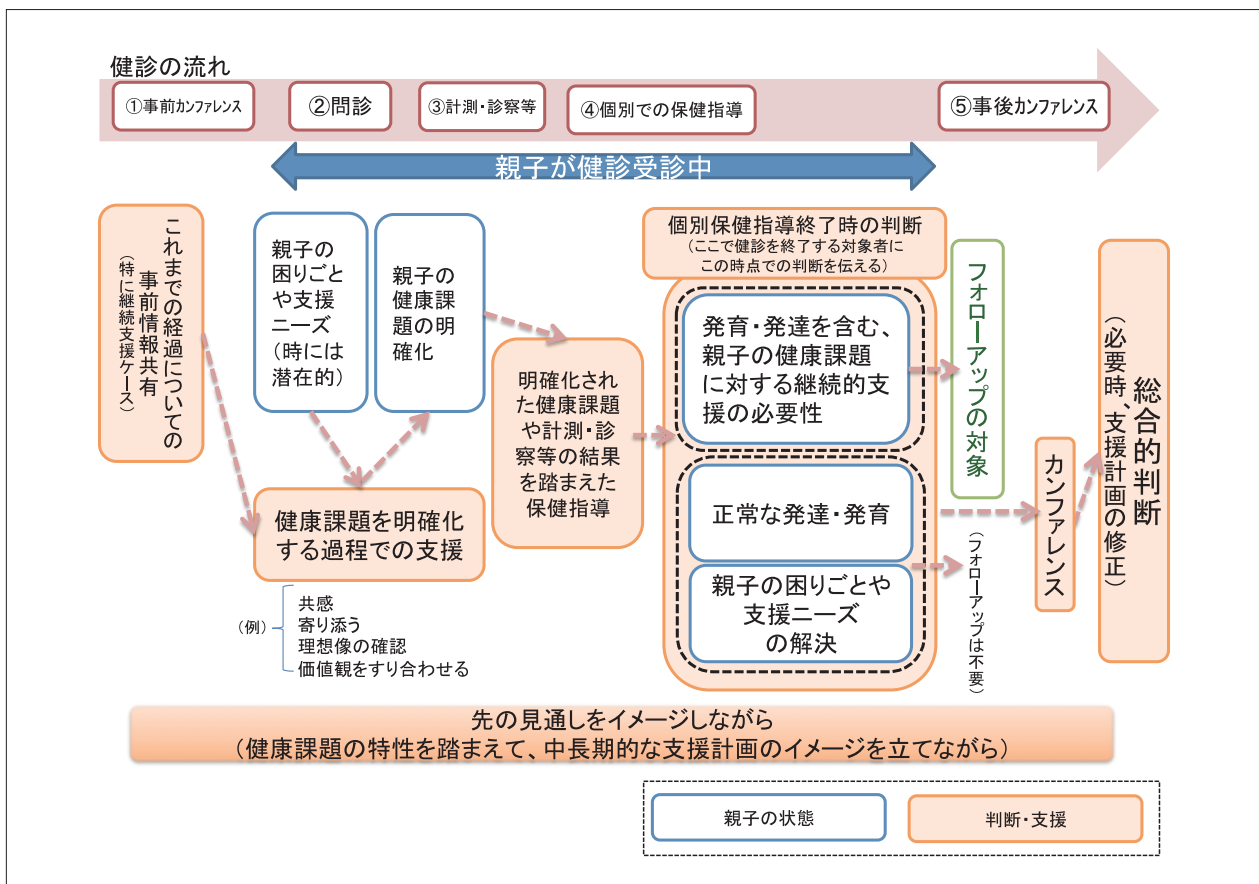 健診の流れ
①事前カンファレンス
②問診
③計測・診察等
④個別での保健指導
⑤事後カンファレンス
親子が健診受診中
これまでの経過についての
事前情報共有
(特に継続支援ケース)
親子の
困りごと
や支援
ニーズ
(時には
潜在的)
親子の
健康課
題の明
確化
健康課題を明確化
する過程での支援
(例)
共感
寄り添う
理想像の確認
価値観をすり合わせる
明確化され
た健康課題
や計測・診
察等の結果
を踏まえた
保健指導
個別保健指導終了時の判断
(ここで健診を終了する対象者に
この時点での判断を伝える)
発育・発達を含む、
親子の健康課題
に対する継続的支
援の必要性
正常な発達・発育
親子の困りごとや
支援ニーズ
の解決
フォローアップの対象
(フォローアップは不要)
カンファレンス
総合的判断
(必要時、支援計画の修正)
先の見通しをイメージしながら
(健康課題の特性を踏まえて、中長期的な支援計画のイメージを立てながら)
親子の状態
判断・支援